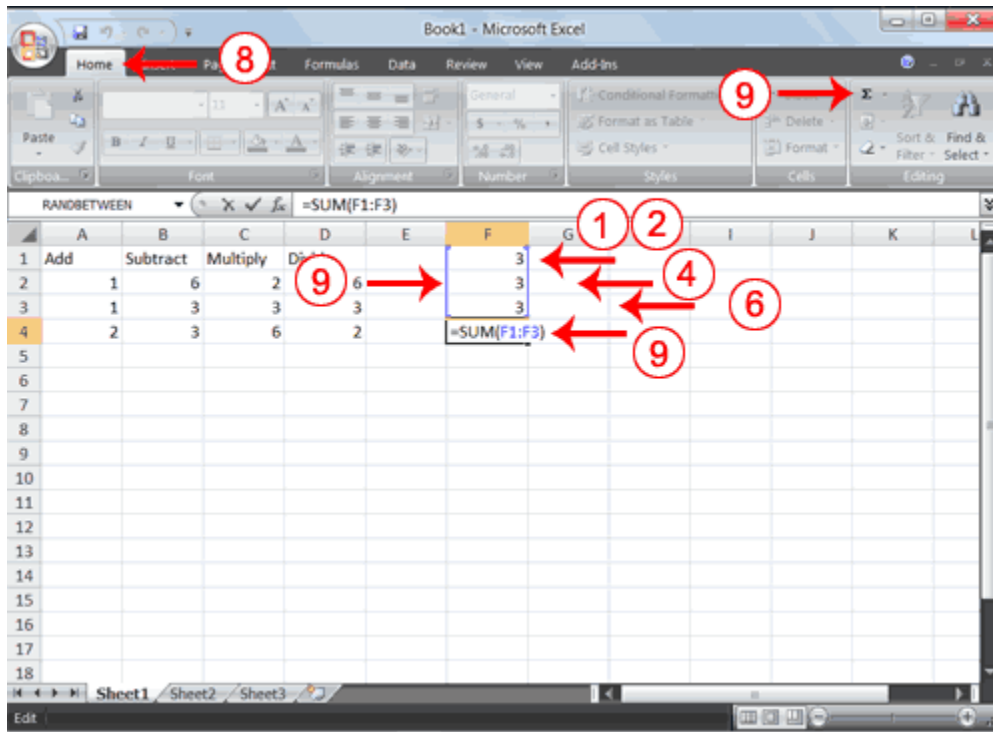 Book1 - Microsoft Excel
Home 8 Formulas Data Review View Add-Ins
11 General Conditional 9 Σ
Paste B I U $ % , Format as Table Delete Sort & Find &
Cell Styles Format Filter Select
Clipboa... Font Alignment Number Styles Cells Editing
RANDBETWEEN fx =SUM(F1:F3)
A B C D E F G I J K L
1 Add Subtract Multiply 3 1 2
2 1 6 2 6 9 3 4
3 1 3 3 3 3 6
4 2 3 6 2 =SUM(F1:F3) 9
5
6
7
8
9
10
11
12
13
14
15
16
17
18
Sheet1 Sheet2 Sheet3
Edit